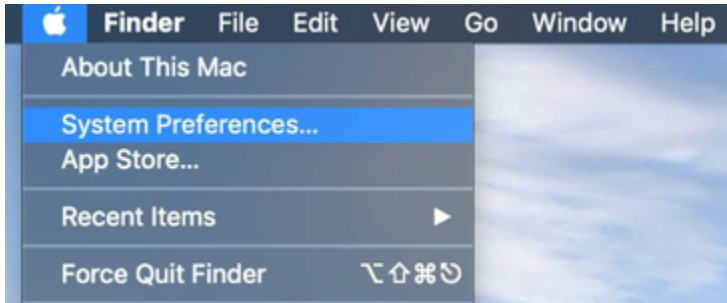 Finder File Edit View Go Window Help
About This Mac
System Preferences...
App Store...
Recent Items ▶
Force Quit Finder ⌥⇧⌘⎋